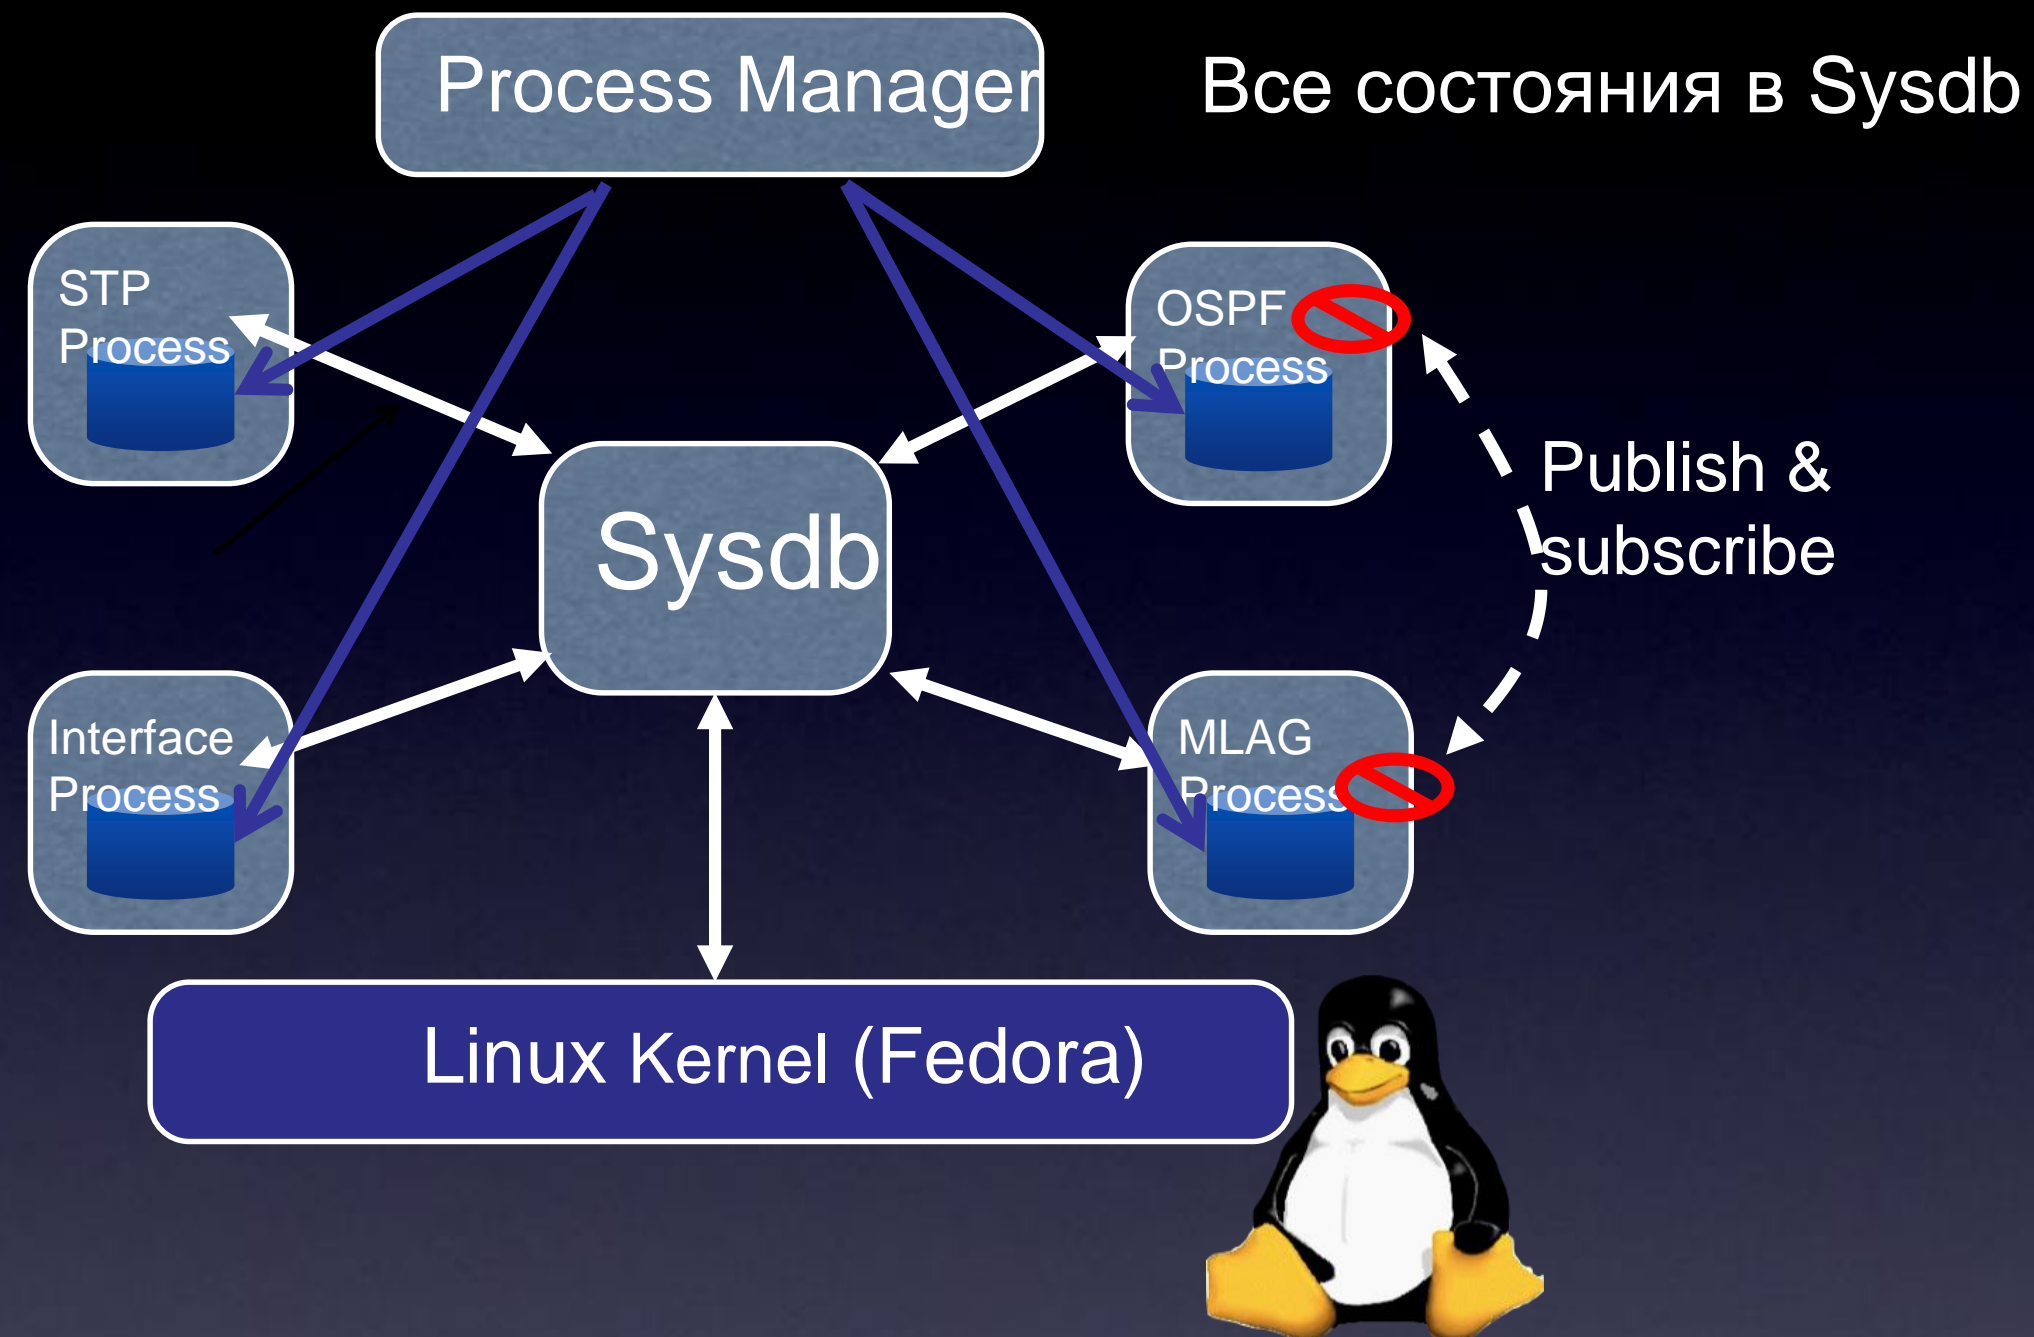 Process Manager
Все состояния в Sysdb
STP
Process
OSPF
Process
Publish &
subscribe
Sysdb
Interface
Process
MLAG
Process
Linux Kernel (Fedora)